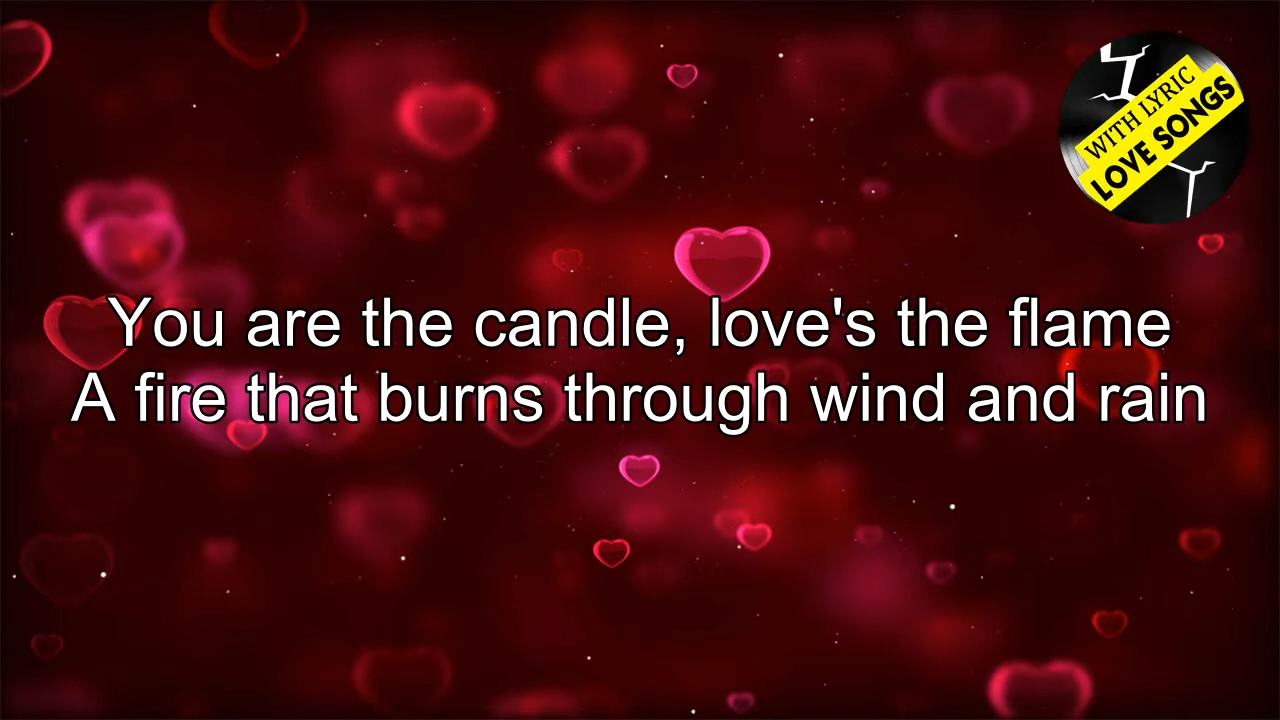 WITH LYRIC
LOVE SONGS
You are the candle, love's the flame
A fire that burns through wind and rain